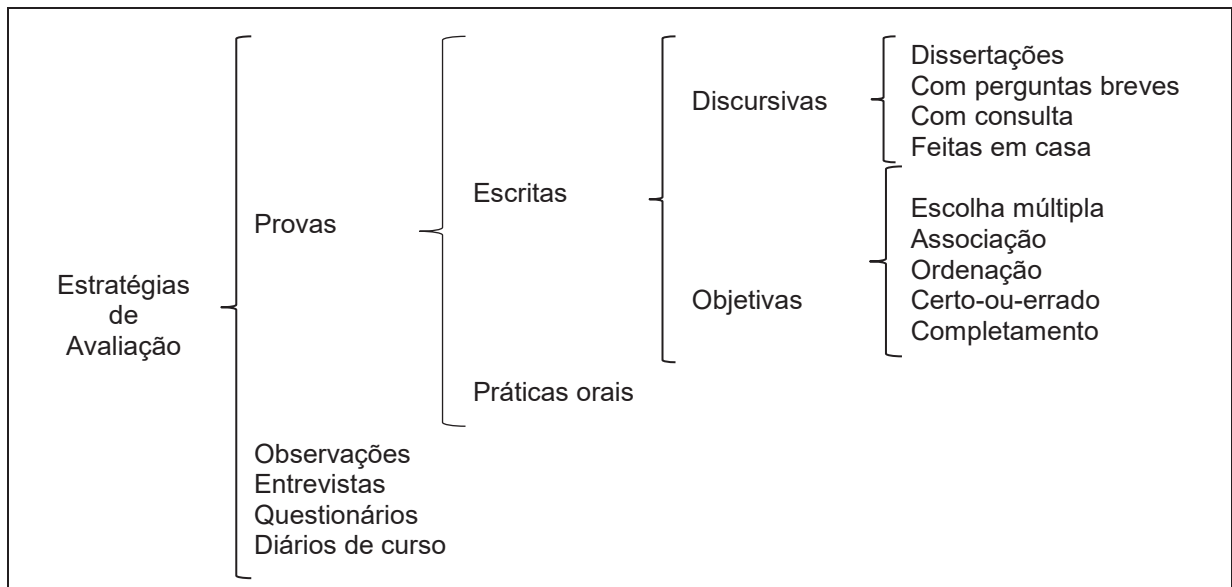 Estratégias
de
Avaliação
Provas
Observações
Entrevistas
Questionários
Diários de curso
Escritas
Práticas orais
Discursivas
Objetivas
Dissertações
Com perguntas breves
Com consulta
Feitas em casa
Escolha múltipla
Associação
Ordenação
Certo-ou-errado
Completamento